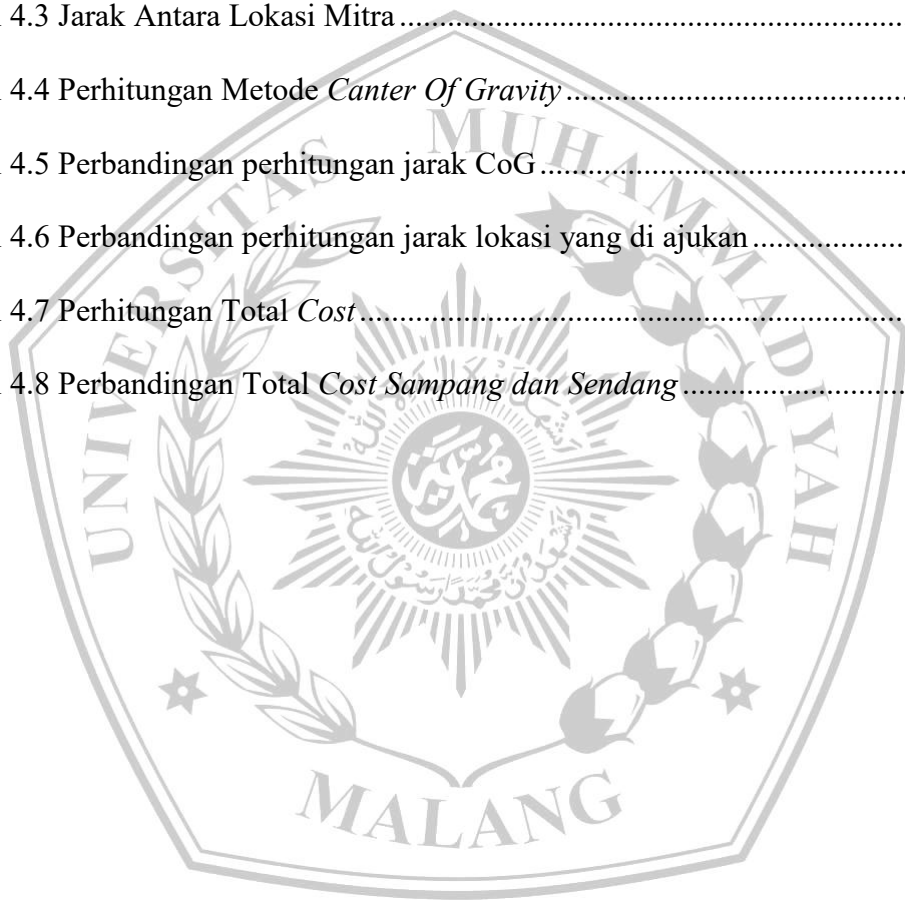 l 4.3 Jarak Antara Lokasi Mitra
l 4.4 Perhitungan Metode Canter Of Gravity
l 4.5 Perbandingan perhitungan jarak CoG
l 4.6 Perbandingan perhitungan jarak lokasi yang di ajukan
l 4.7 Perhitungan Total Cost
l 4.8 Perbandingan Total Cost Sampang dan Sendang
UNIVERSITAS MUHAMMADIYAH
MALANG